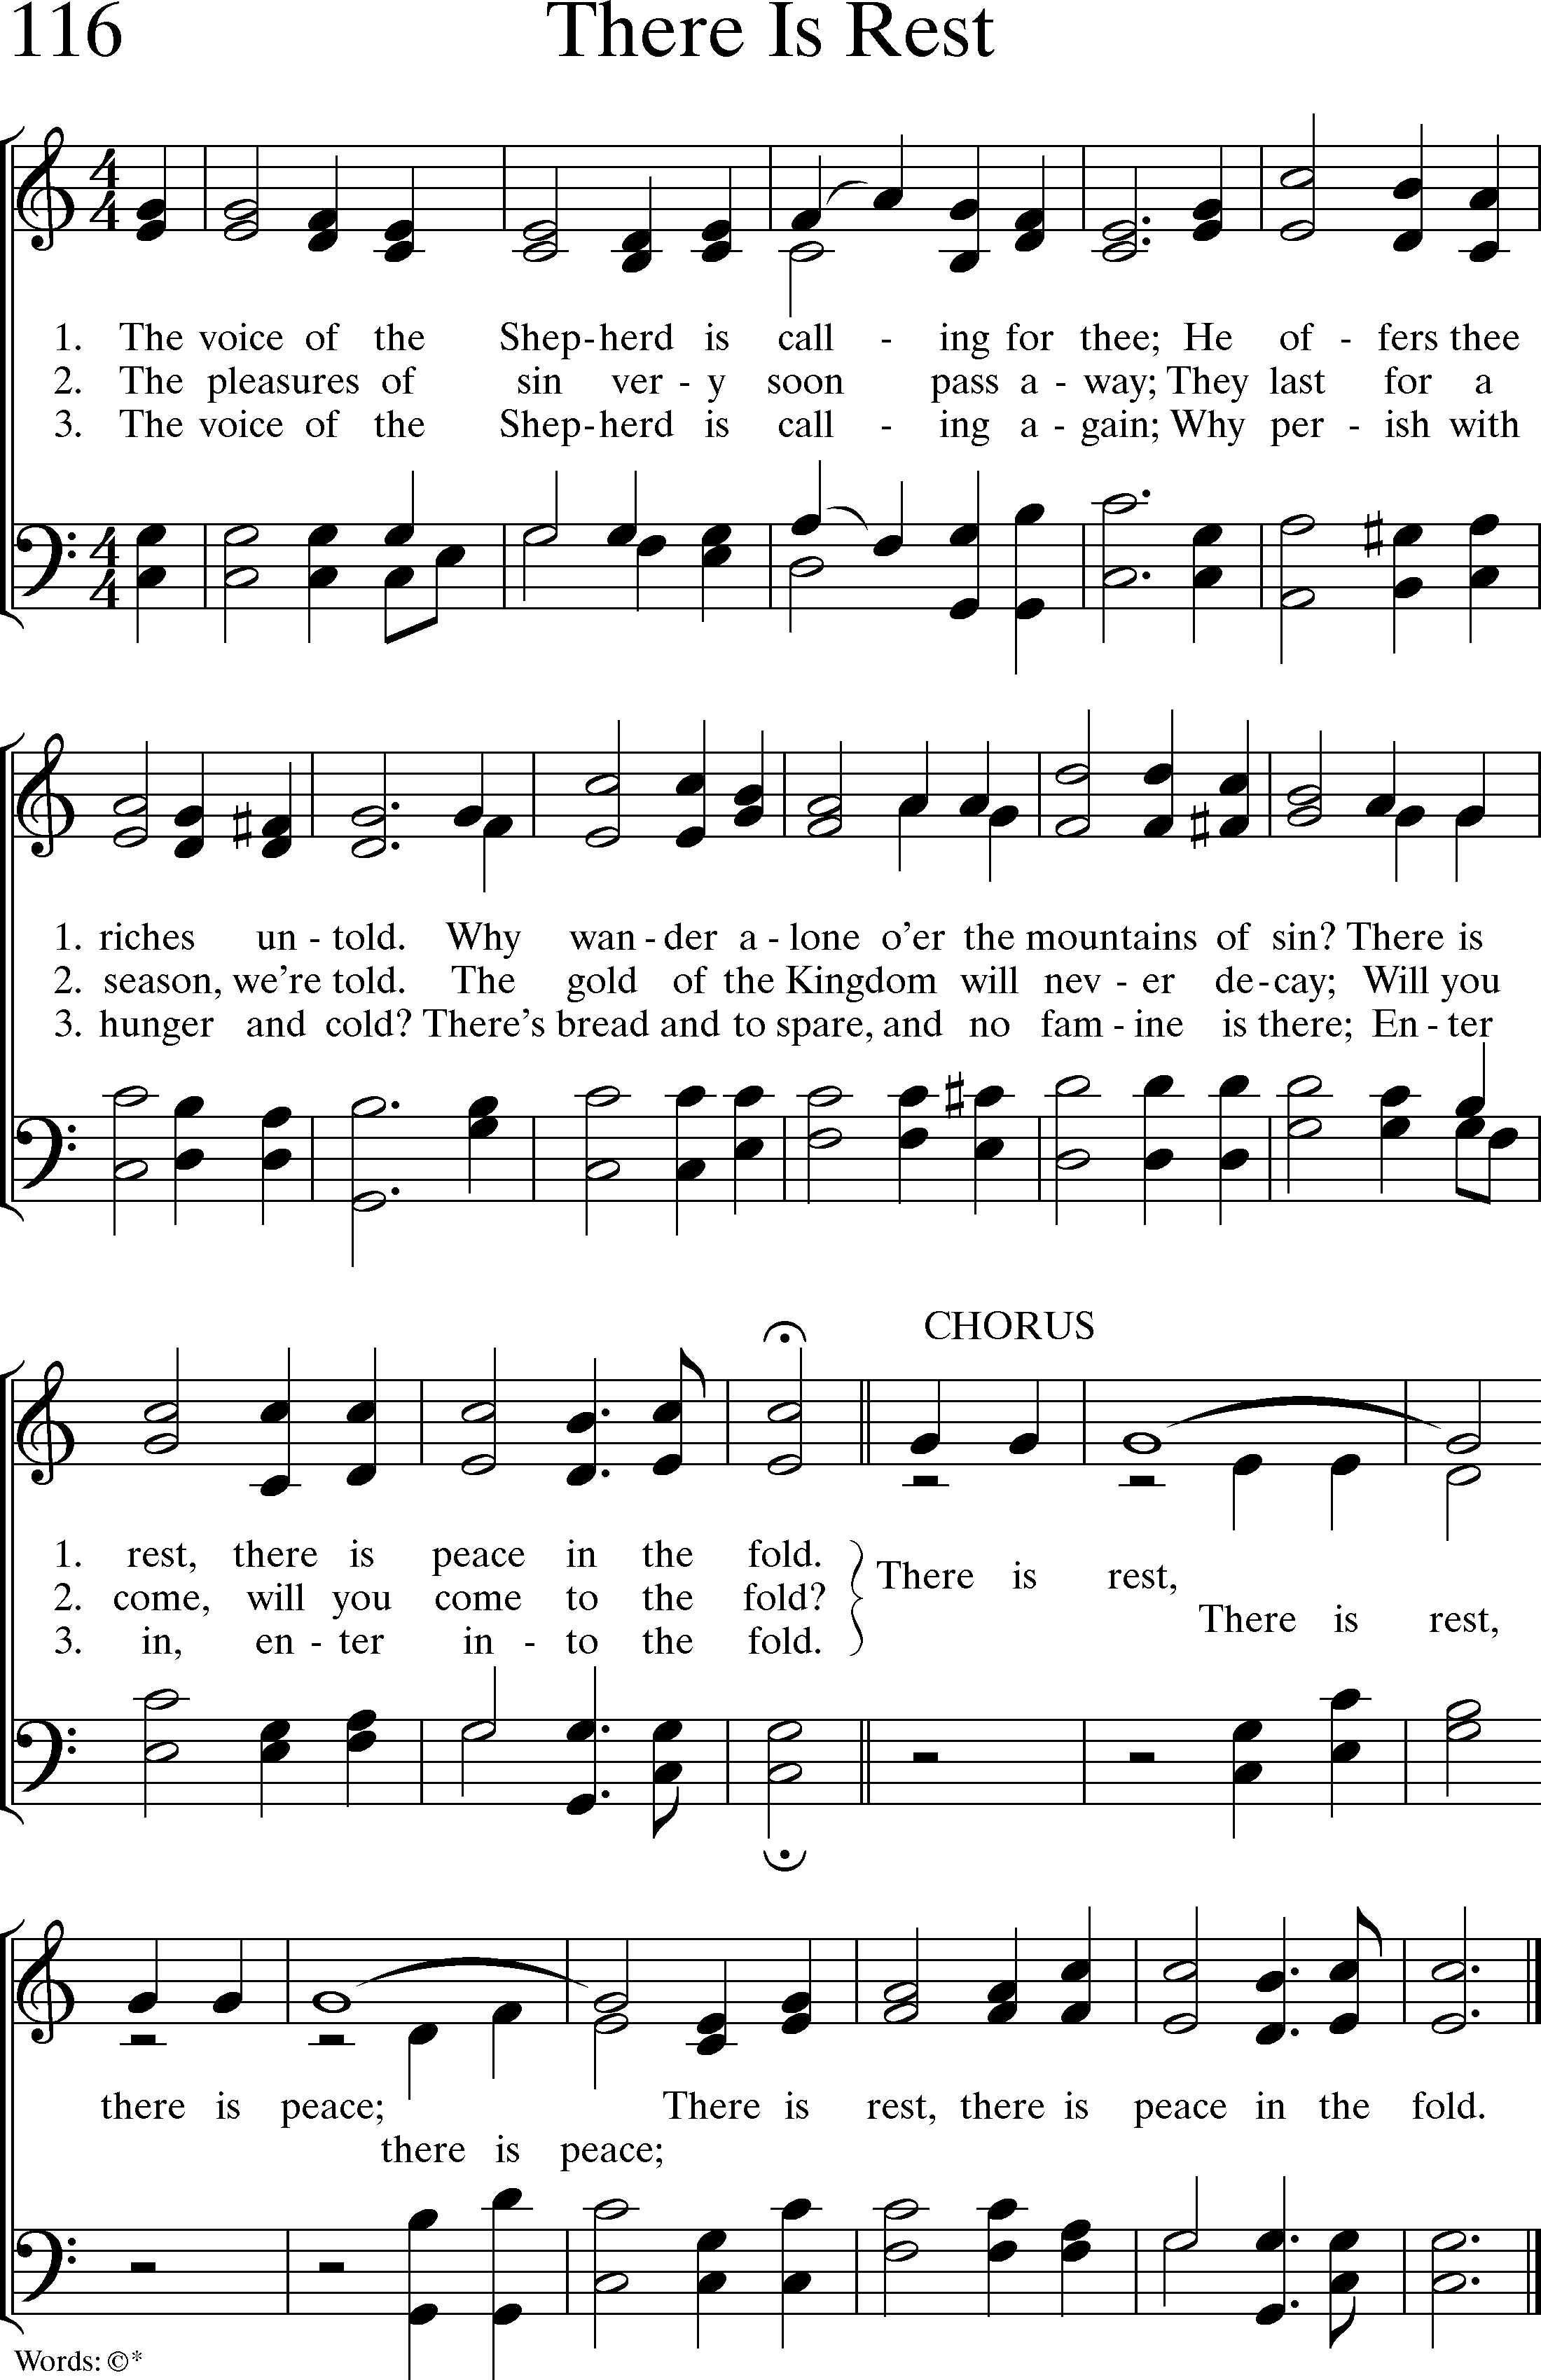 116 There Is Rest
1. The voice of the Shep-herd is call - ing for thee; He of - fers thee
2. The pleasures of sin ver - y soon pass a - way; They last for a
3. The voice of the Shep-herd is call - ing a - gain; Why per - ish with
1. riches un - told. Why wan - der a - lone o'er the mountains of sin? There is
2. season, we're told. The gold of the Kingdom will nev - er de-cay; Will you
3. hunger and cold? There's bread and to spare, and no fam - ine is there; En - ter
CHORUS
1. rest, there is peace in the fold.
2. come, will you come to the fold?
3. in, en - ter in - to the fold.
There is rest,
There is rest,
there is peace; There is rest, there is peace in the fold.
there is peace;
Words: ©*